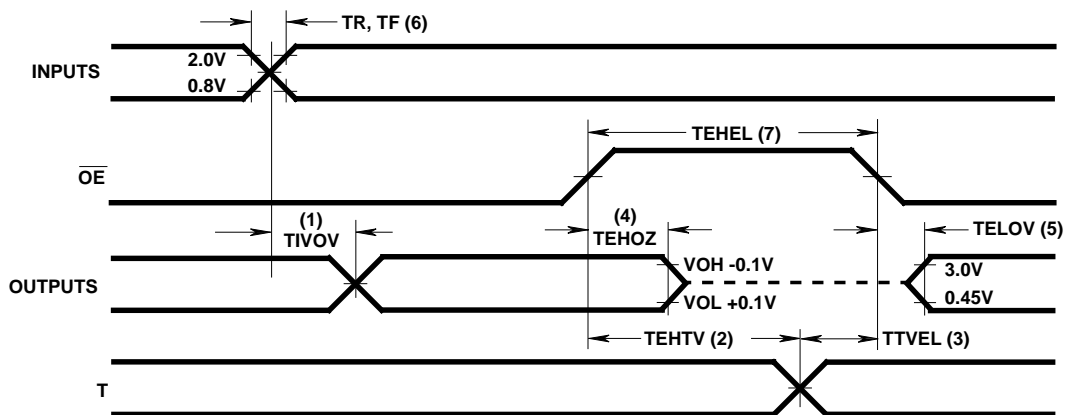 TR, TF (6)
INPUTS
2.0V
0.8V
TEHEL (7)
OE
(1)
TIVOV
(4)
TEHOZ
TELOV (5)
OUTPUTS
VOH -0.1V
VOL +0.1V
3.0V
0.45V
TEHTV (2)
TTVEL (3)
T